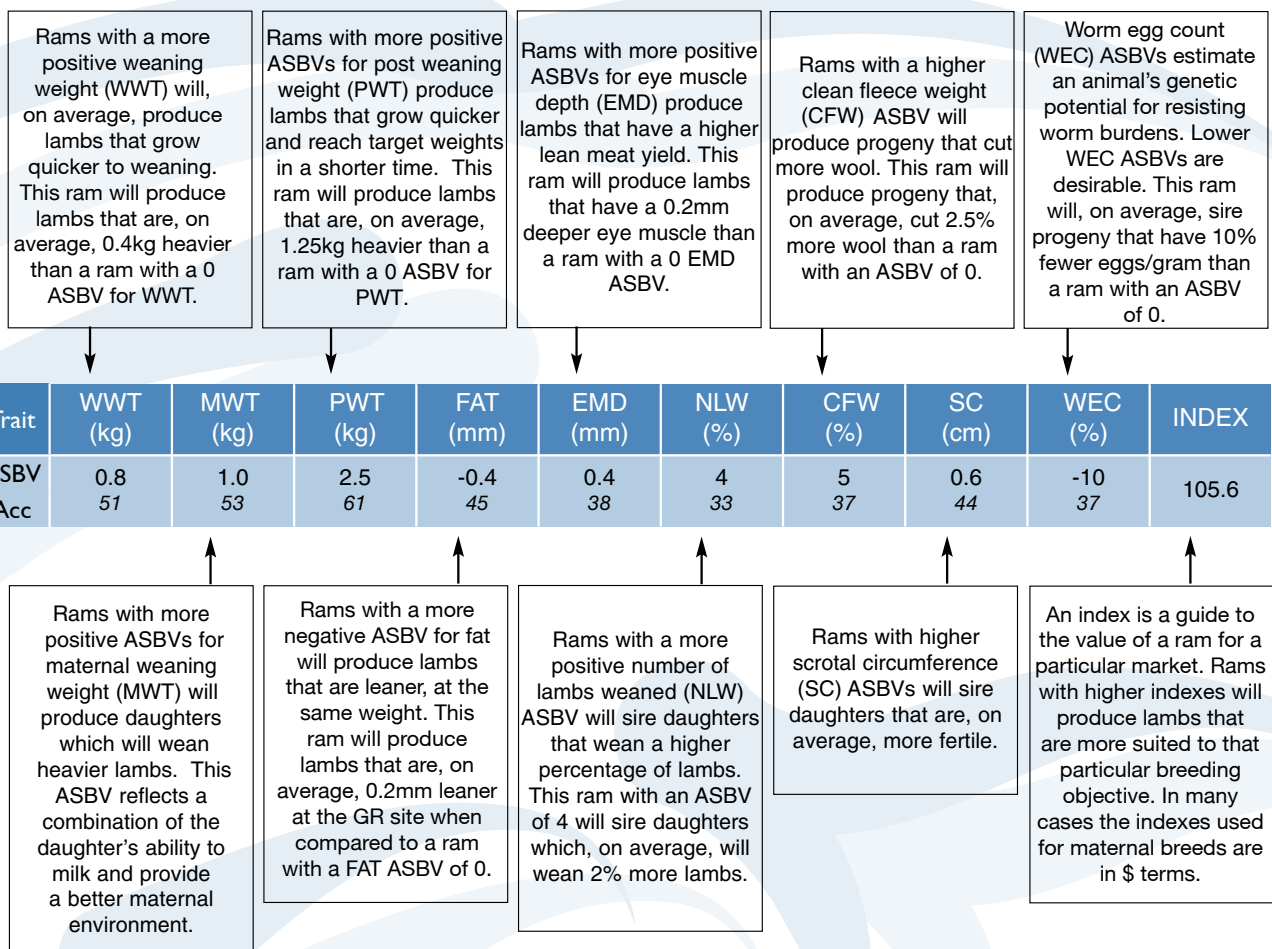 Rams with a more
positive weaning
weight (WWT) will,
on average, produce
lambs that grow
quicker to weaning.
This ram will produce
lambs that are, on
average, 0.4kg heavier
than a ram with a 0
ASBV for WWT.
Rams with more positive
ASBVs for post weaning
weight (PWT) produce
lambs that grow quicker
and reach target weights
in a shorter time. This
ram will produce lambs
that are, on average,
1.25kg heavier than a
ram with a 0 ASBV for
PWT.
Rams with more positive
ASBVs for eye muscle
depth (EMD) produce
lambs that have a higher
lean meat yield. This
ram will produce lambs
that have a 0.2mm
deeper eye muscle than
a ram with a 0 EMD
ASBV.
Rams with a higher
clean fleece weight
(CFW) ASBV will
produce progeny that cut
more wool. This ram will
produce progeny that,
on average, cut 2.5%
more wool than a ram
with an ASBV of 0.
Worm egg count
(WEC) ASBVs estimate
an animal's genetic
potential for resisting
worm burdens. Lower
WEC ASBVs are
desirable. This ram
will, on average, sire
progeny that have 10%
fewer eggs/gram than
a ram with an ASBV
of 0.
Trait WWT (kg) MWT (kg) PWT (kg) FAT (mm) EMD (mm) NLW (%) CFW (%) SC (cm) WEC (%) INDEX
SBV 0.8 1.0 2.5 -0.4 0.4 4 5 0.6 -10 105.6
Acc 51 53 61 45 38 33 37 44 37
Rams with more
positive ASBVs for
maternal weaning
weight (MWT) will
produce daughters
which will wean
heavier lambs. This
ASBV reflects a
combination of the
daughter's ability to
milk and provide
a better maternal
environment.
Rams with a more
negative ASBV for fat
will produce lambs
that are leaner, at the
same weight. This
ram will produce
lambs that are, on
average, 0.2mm leaner
at the GR site when
compared to a ram
with a FAT ASBV of 0.
Rams with a more
positive number of
lambs weaned (NLW)
ASBV will sire daughters
that wean a higher
percentage of lambs.
This ram with an ASBV
of 4 will sire daughters
which, on average, will
wean 2% more lambs.
Rams with higher
scrotal circumference
(SC) ASBVs will sire
daughters that are, on
average, more fertile.
An index is a guide to
the value of a ram for a
particular market. Rams
with higher indexes will
produce lambs that
are more suited to that
particular breeding
objective. In many
cases the indexes used
for maternal breeds are
in $ terms.